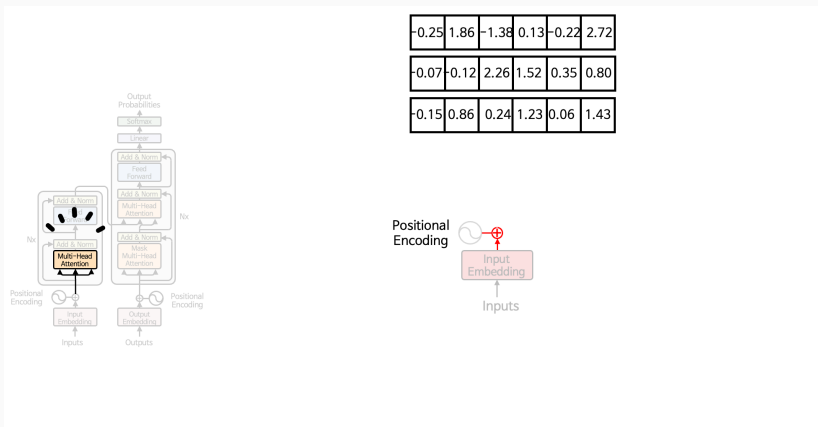 -0.25 1.86 -1.38 0.13 -0.22 2.72
-0.07 -0.12 2.26 1.52 0.35 0.80
-0.15 0.86 0.24 1.23 0.06 1.43
Output
Probabilities
Softmax
Linear
Add & Norm
Feed
Forward
Add & Norm
Multi-Head
Attention
Nx
Add & Norm
Mask
Multi-Head
Attention
Positional
Encoding
Output
Embedding
Outputs
Add & Norm
Nx
Add & Norm
Multi-Head
Attention
Positional
Encoding
Input
Embedding
Inputs
Positional
Encoding
Input
Embedding
Inputs